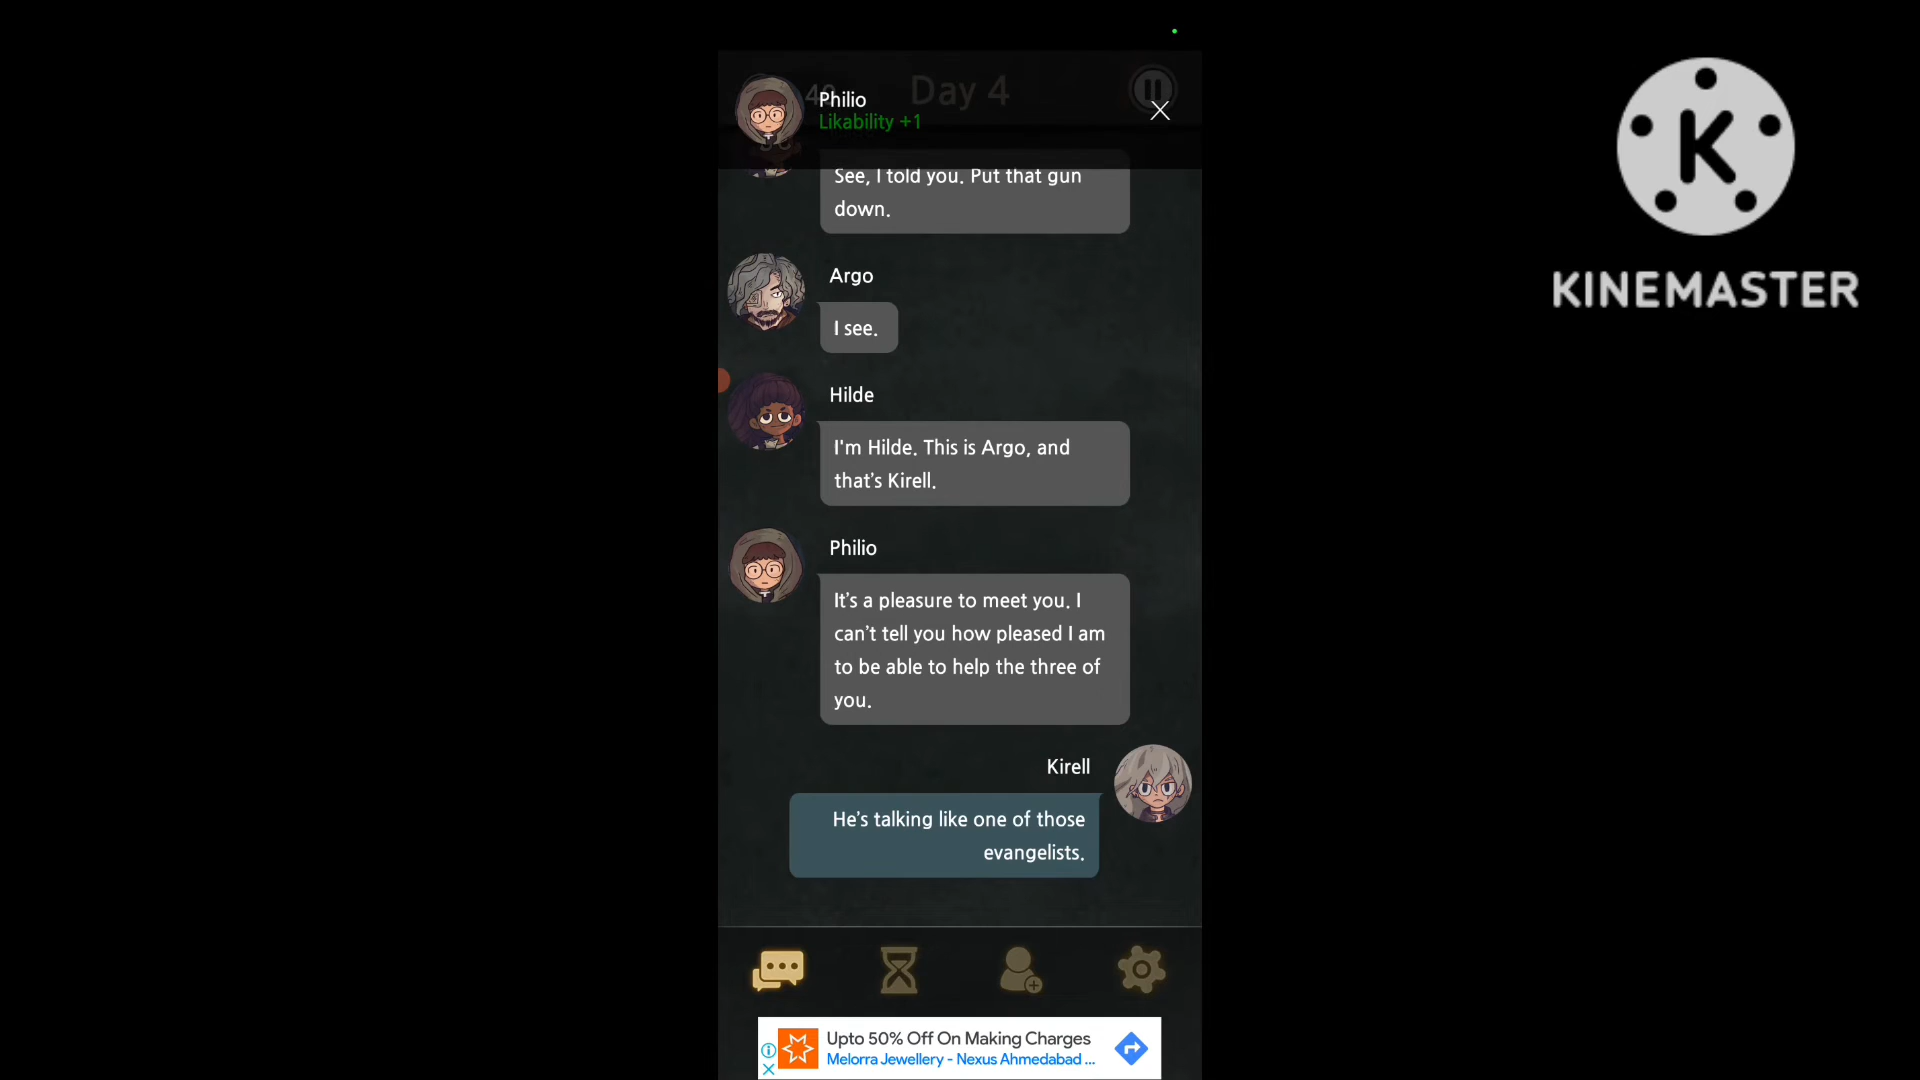 Day 4
Philio
Likability +1
See, I told you. Put that gun
down.
Argo
I see.
Hilde
I'm Hilde. This is Argo, and
that's Kirell.
Philio
It's a pleasure to meet you. I
can't tell you how pleased I am
to be able to help the three of
you.
Kirell
He's talking like one of those
evangelists.
Upto 50% Off On Making Charges
Melorra Jewellery - Nexus Ahmedabad ...
K
KINEMASTER